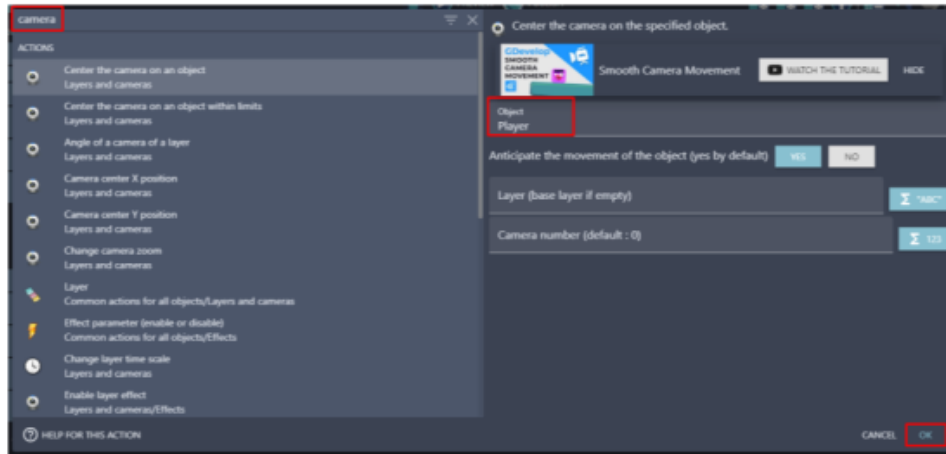 camera
ACTIONS
Center the camera on an object
Layers and cameras
Center the camera on an object within limits
Layers and cameras
Angle of a camera of a layer
Layers and cameras
Camera center X position
Layers and cameras
Camera center Y position
Layers and cameras
Change camera zoom
Layers and cameras
Layer
Common actions for all objects/Layers and cameras
Effect parameter (enable or disable)
Common actions for all objects/Effects
Change layer time scale
Layers and cameras
Enable layer effect
Layers and cameras/Effects
HELP FOR THIS ACTION
Center the camera on the specified object.
GDevelop
SMOOTH
CAMERA
MOVEMENT
Smooth Camera Movement
WATCH THE TUTORIAL
HIDE
Object
Player
Anticipate the movement of the object (yes by default)
YES
NO
Layer (base layer if empty)
Σ "ABC"
Camera number (default : 0)
Σ 123
CANCEL
OK